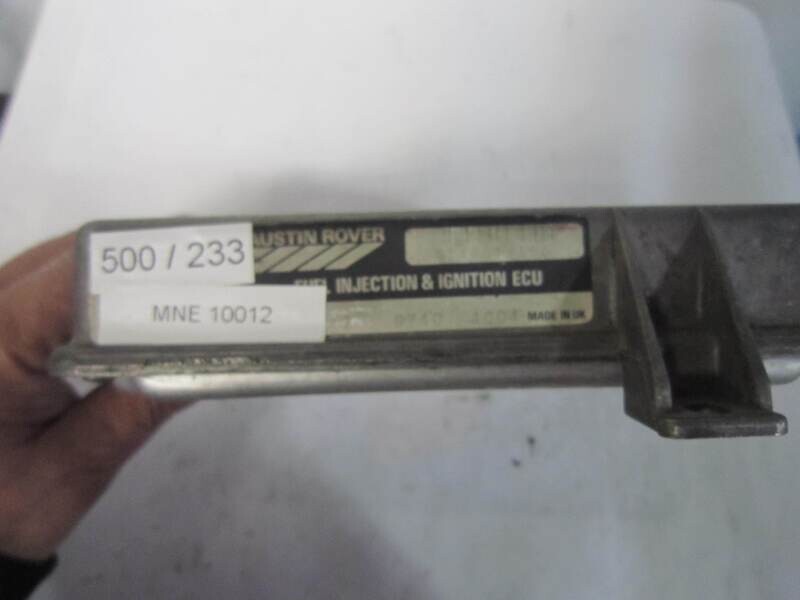 500 / 233
AUSTIN ROVER
FUEL INJECTION & IGNITION ECU
MNE 10012
MADE IN UK